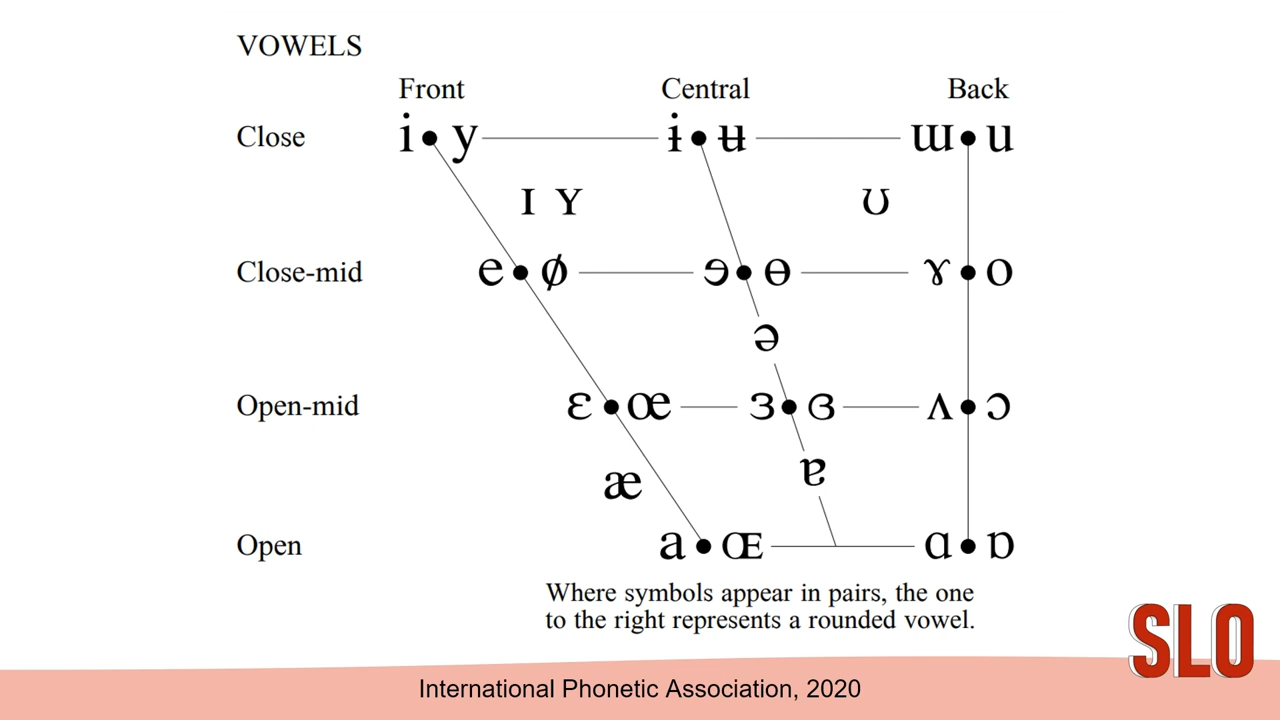 VOWELS
Front Central Back
Close i y ɨ ʉ ɯ u
ɪ ʏ ʊ
Close-mid e ø ɘ ɵ ɤ o
ə
Open-mid ɛ œ ɜ ɞ ʌ ɔ
æ ɐ
Open a ɶ ɑ ɒ
Where symbols appear in pairs, the one
to the right represents a rounded vowel.
SLO
International Phonetic Association, 2020